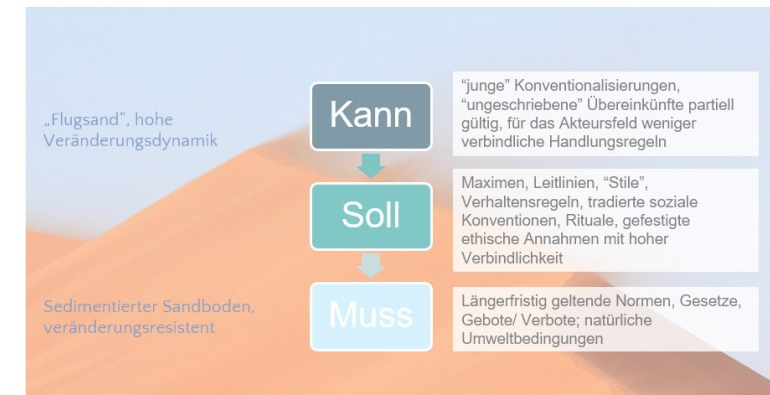 „Flugsand“, hohe
Veränderungsdynamik
Kann
“junge” Konventionalisierungen,
“ungeschriebene” Übereinkünfte partiell
gültig, für das Akteursfeld weniger
verbindliche Handlungsregeln
Soll
Maximen, Leitlinien, “Stile”,
Verhaltensregeln, tradierte soziale
Konventionen, Rituale, gefestigte
ethische Annahmen mit hoher
Verbindlichkeit
Sedimentierter Sandboden,
veränderungsresistent
Muss
Längerfristig geltende Normen, Gesetze,
Gebote/ Verbote; natürliche
Umweltbedingungen